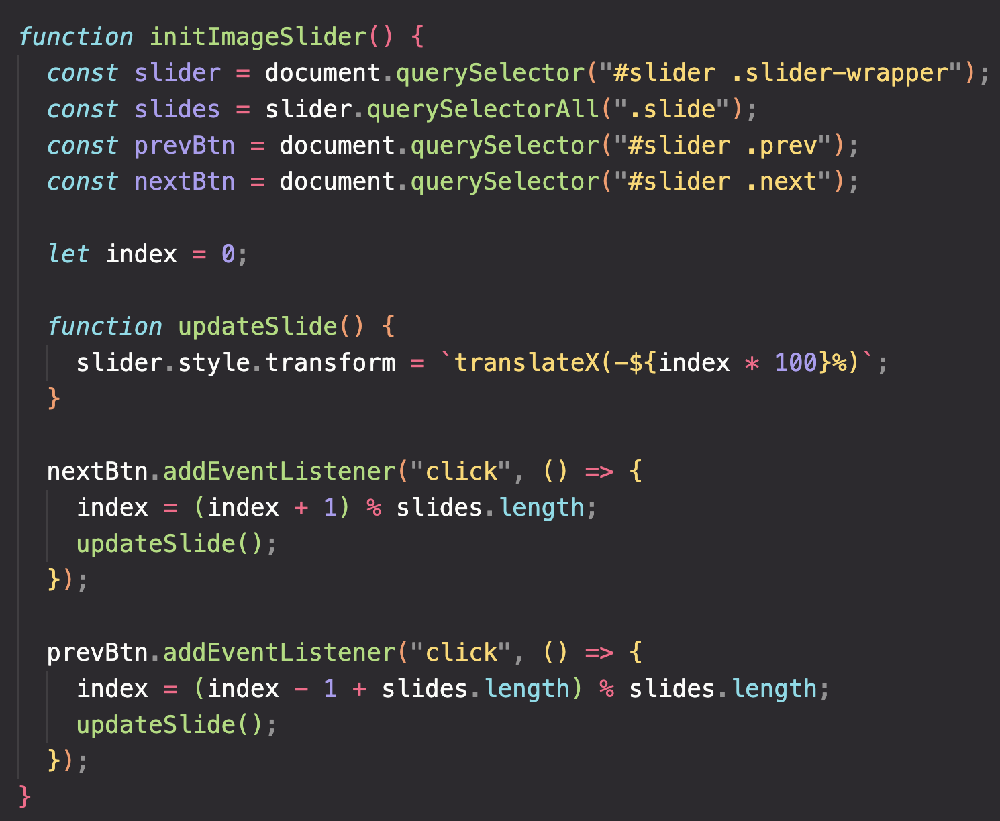 function initImageSlider() {
  const slider = document.querySelector("#slider .slider-wrapper");
  const slides = slider.querySelectorAll(".slide");
  const prevBtn = document.querySelector("#slider .prev");
  const nextBtn = document.querySelector("#slider .next");

  let index = 0;

  function updateSlide() {
    slider.style.transform = `translateX(-${index * 100}%)`;
  }

  nextBtn.addEventListener("click", () => {
    index = (index + 1) % slides.length;
    updateSlide();
  });

  prevBtn.addEventListener("click", () => {
    index = (index - 1 + slides.length) % slides.length;
    updateSlide();
  });
}